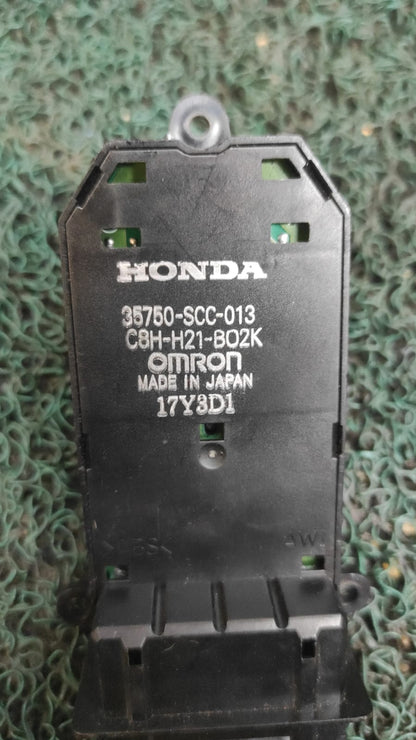 HONDA
35750-SCC-013
C8H-H21-B02K
OMRON
MADE IN JAPAN
17Y3D1